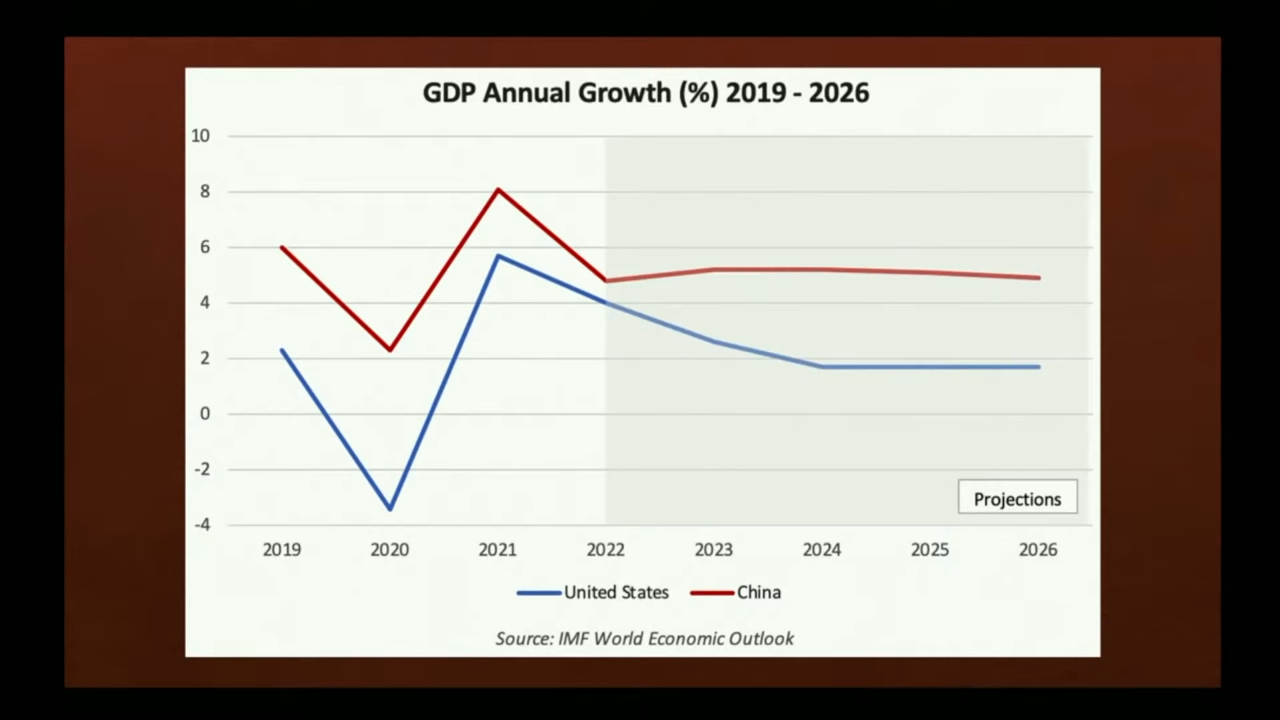 GDP Annual Growth (%) 2019 - 2026
10
8
6
4
2
0
-2
-4
Projections
2019 2020 2021 2022 2023 2024 2025 2026
United States China
Source: IMF World Economic Outlook